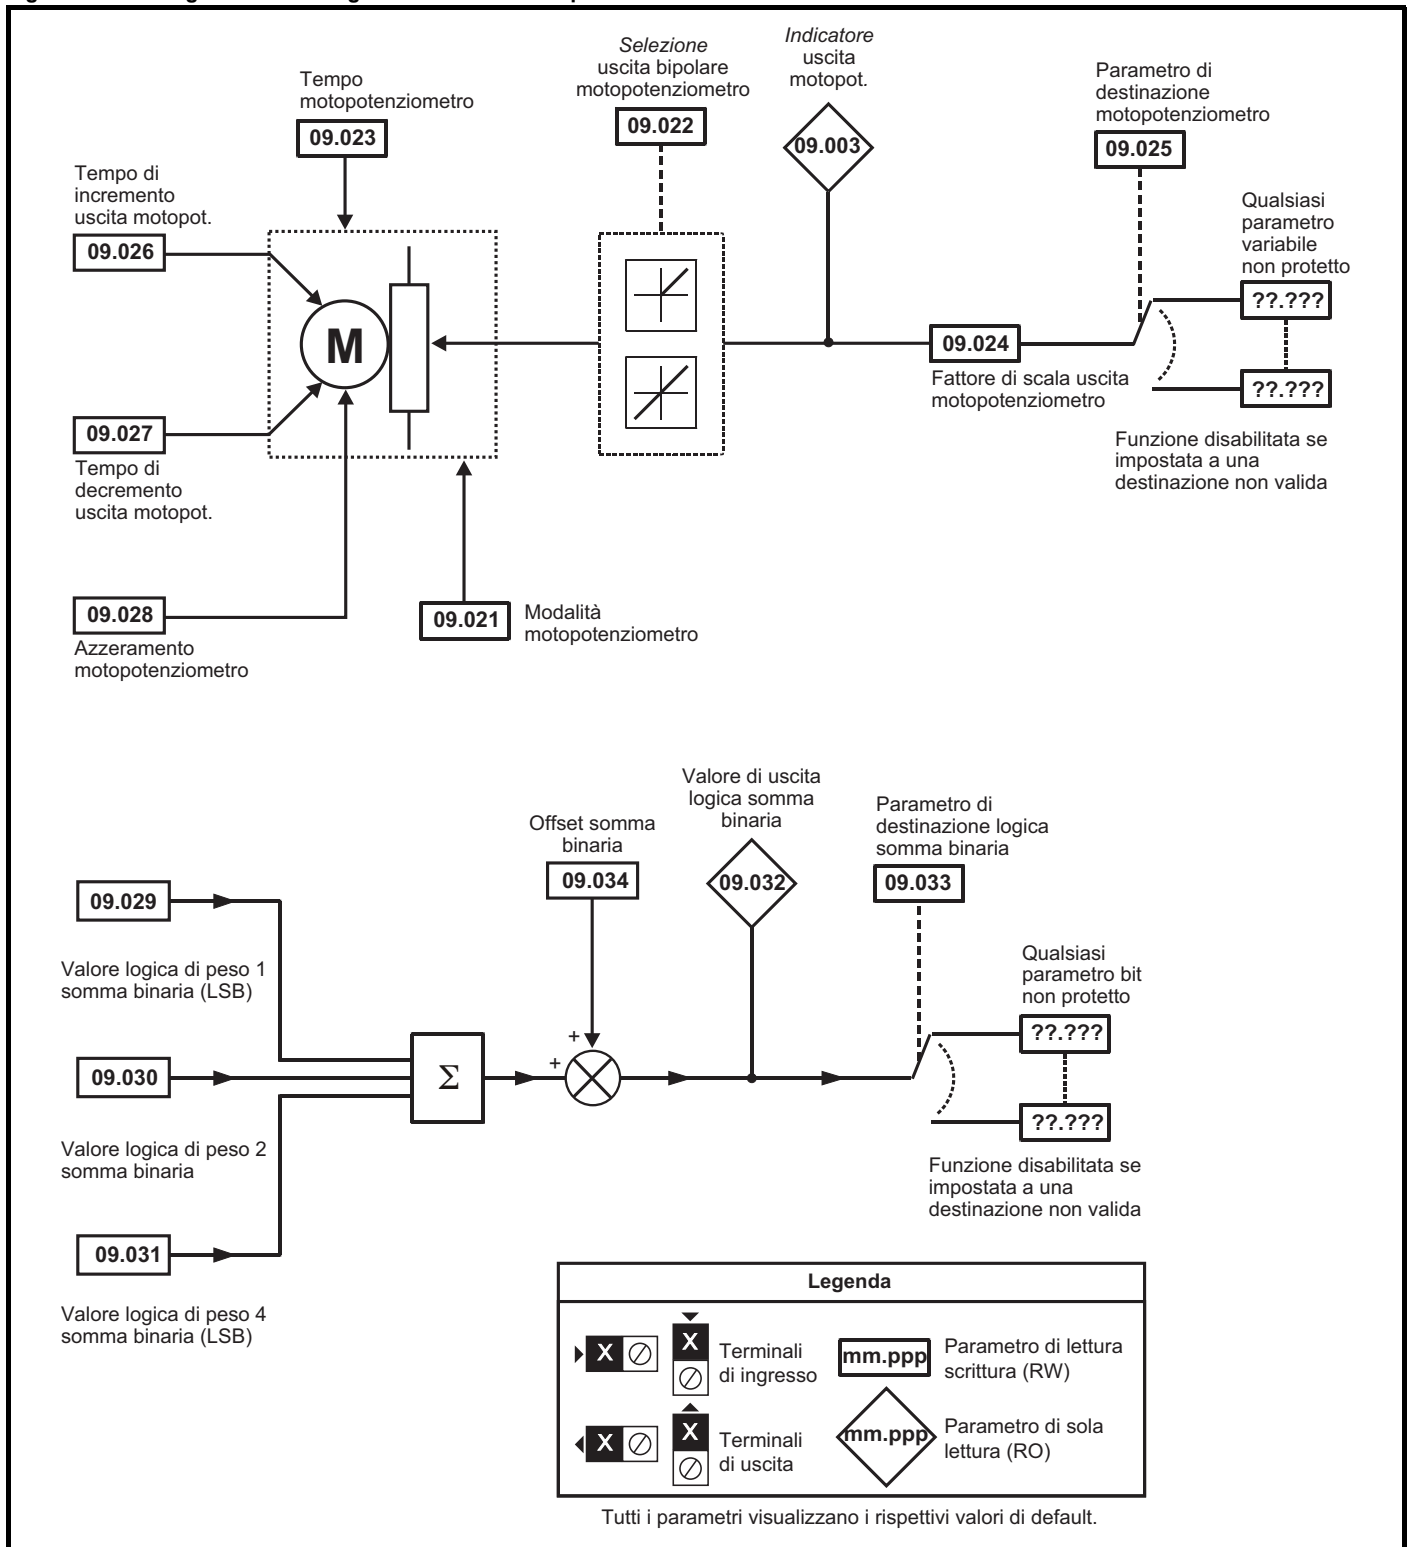 Tempo
motopotenziometro
09.023
Selezione
uscita bipolare
motopotenziometro
09.022
Indicatore
uscita
motopot.
09.003
Parametro di
destinazione
motopotenziometro
09.025
Tempo di
incremento
uscita motopot.
09.026
Qualsiasi
parametro
variabile
non protetto
??.???
M
09.024
Fattore di scala uscita
motopotenziometro
??.???
Funzione disabilitata se
impostata a una
destinazione non valida
09.027
Tempo di
decremento
uscita motopot.
09.028
Azzeramento
motopotenziometro
09.021
Modalità
motopotenziometro
Offset somma
binaria
09.034
Valore di uscita
logica somma
binaria
09.032
Parametro di
destinazione logica
somma binaria
09.033
09.029
Valore logica di peso 1
somma binaria (LSB)
Qualsiasi
parametro bit
non protetto
??.???
09.030
Σ
+
+
Valore logica di peso 2
somma binaria
??.???
Funzione disabilitata se
impostata a una
destinazione non valida
09.031
Valore logica di peso 4
somma binaria (LSB)
Legenda
X
X
Terminali
di ingresso
mm.ppp
Parametro di lettura
scrittura (RW)
X
X
Terminali
di uscita
mm.ppp
Parametro di sola
lettura (RO)
Tutti i parametri visualizzano i rispettivi valori di default.